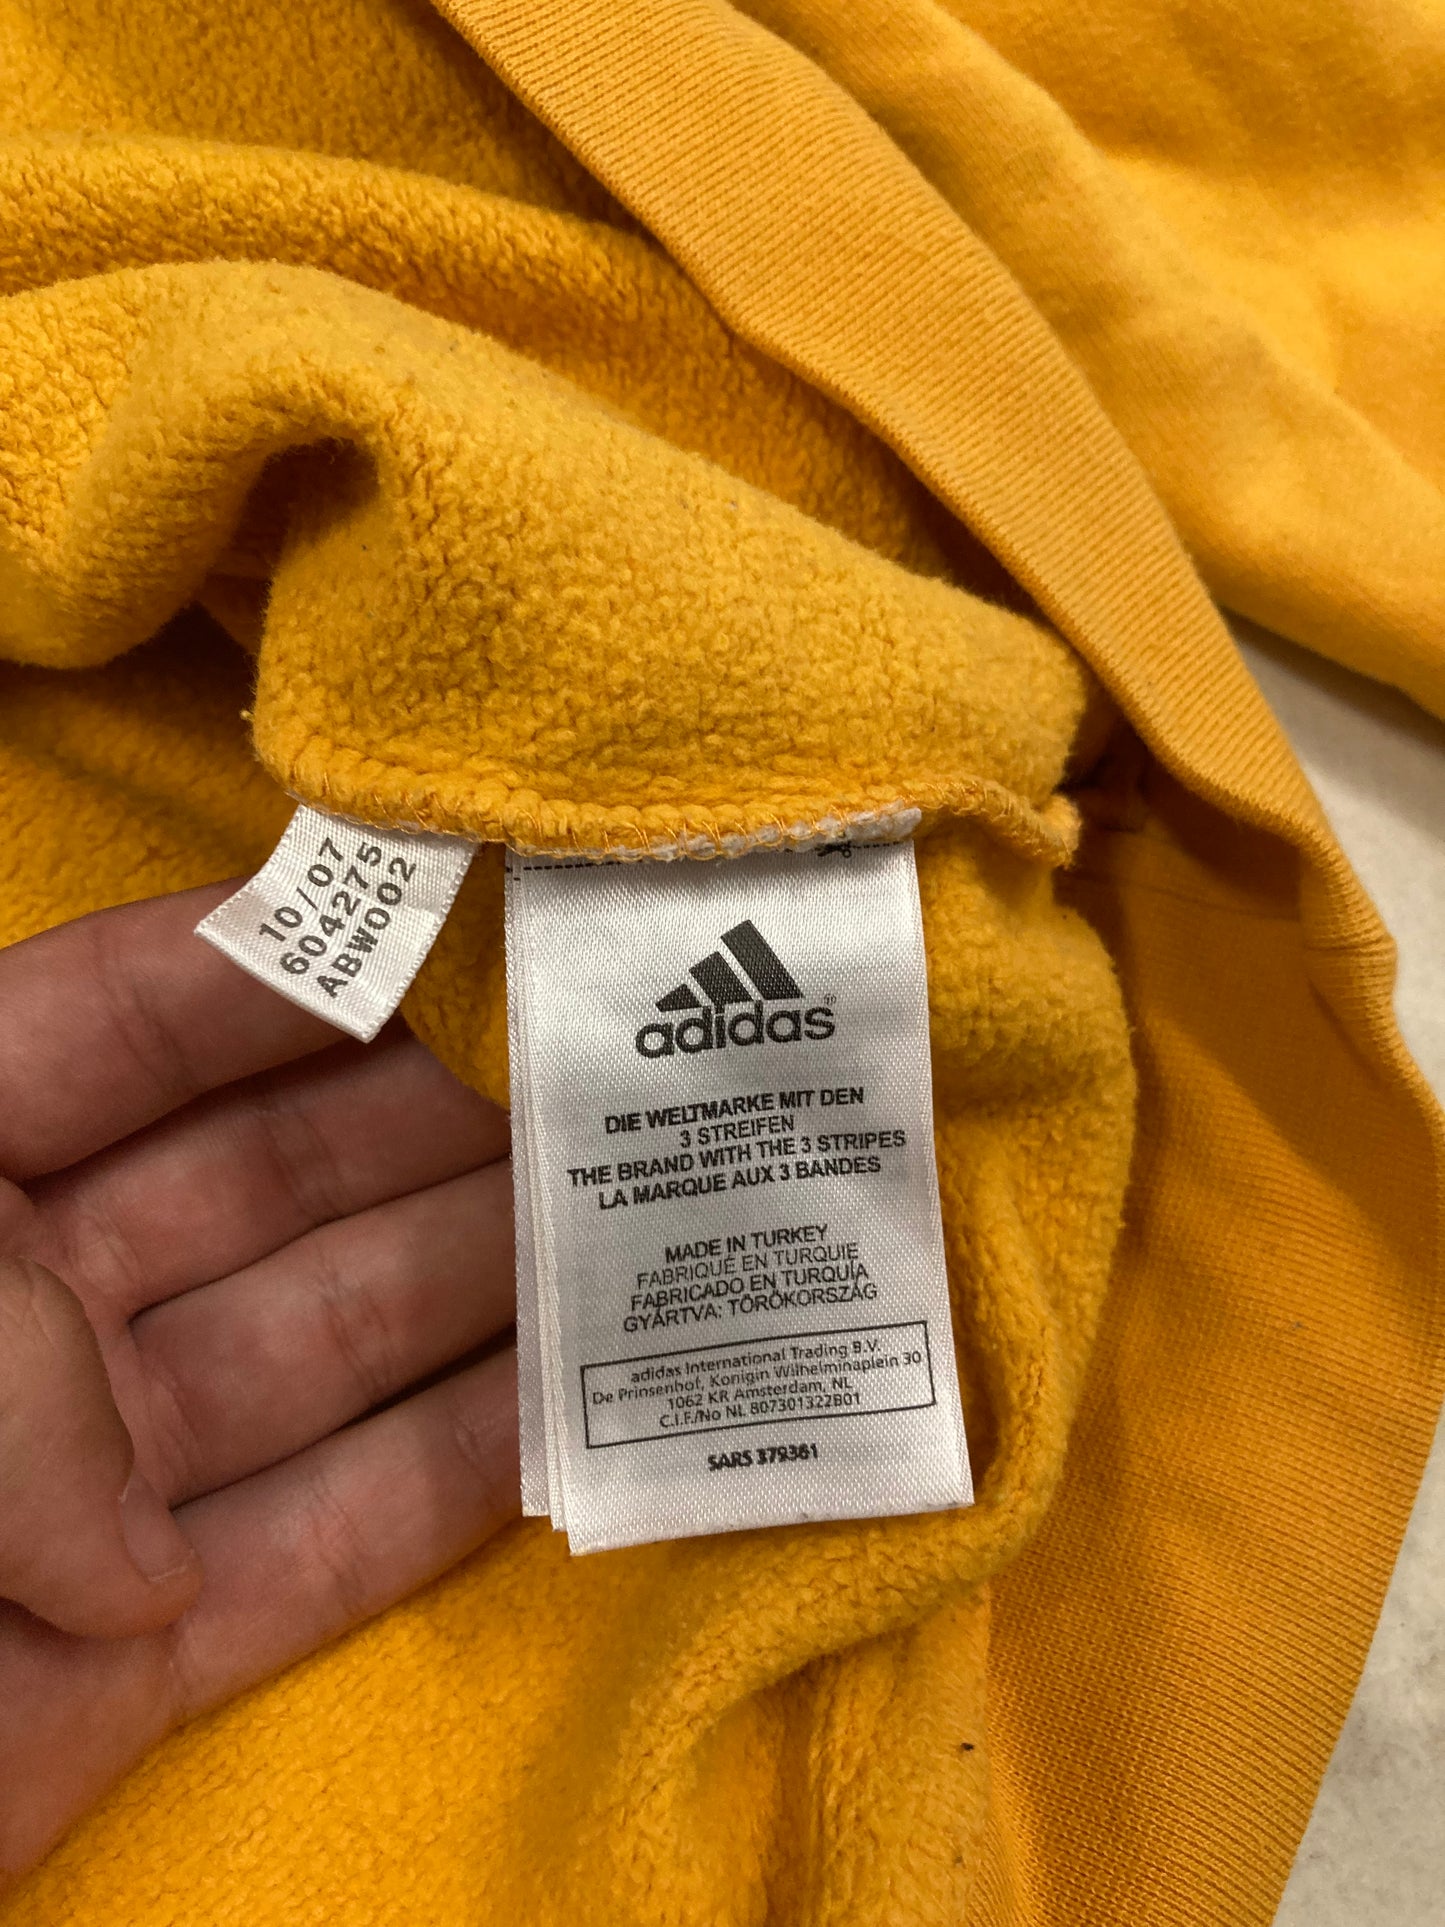 10/07
604275
ABW002
adidas®
DIE WELTMARKE MIT DEN
3 STREIFEN
THE BRAND WITH THE 3 STRIPES
LA MARQUE AUX 3 BANDES
MADE IN TURKEY
FABRIQUÉ EN TURQUIE
FABRICADO EN TURQUÍA
GYÁRTVA: TÖRÖKORSZÁG
adidas International Trading B.V.
De Prinsenhof, Konigin Wilhelminaplein 30
1062 KR Amsterdam, NL
C.I.F./No NL 807301322B01
SARS 379361